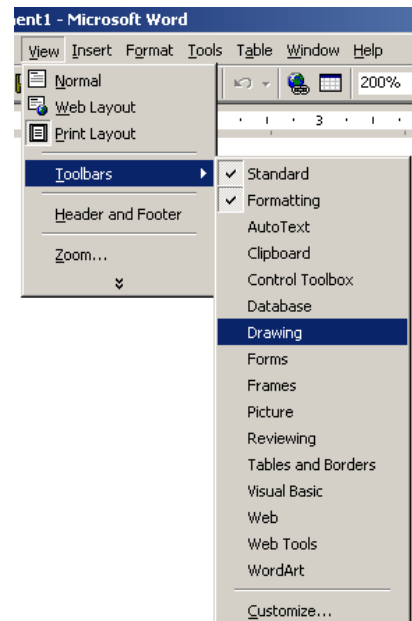 ent1 - Microsoft Word
View Insert Format Tools Table Window Help
Normal
200%
Web Layout
Print Layout
3
Toolbars
Standard
Formatting
Header and Footer
AutoText
Zoom...
Clipboard
Control Toolbox
Database
Drawing
Forms
Frames
Picture
Reviewing
Tables and Borders
Visual Basic
Web
Web Tools
WordArt
Customize...